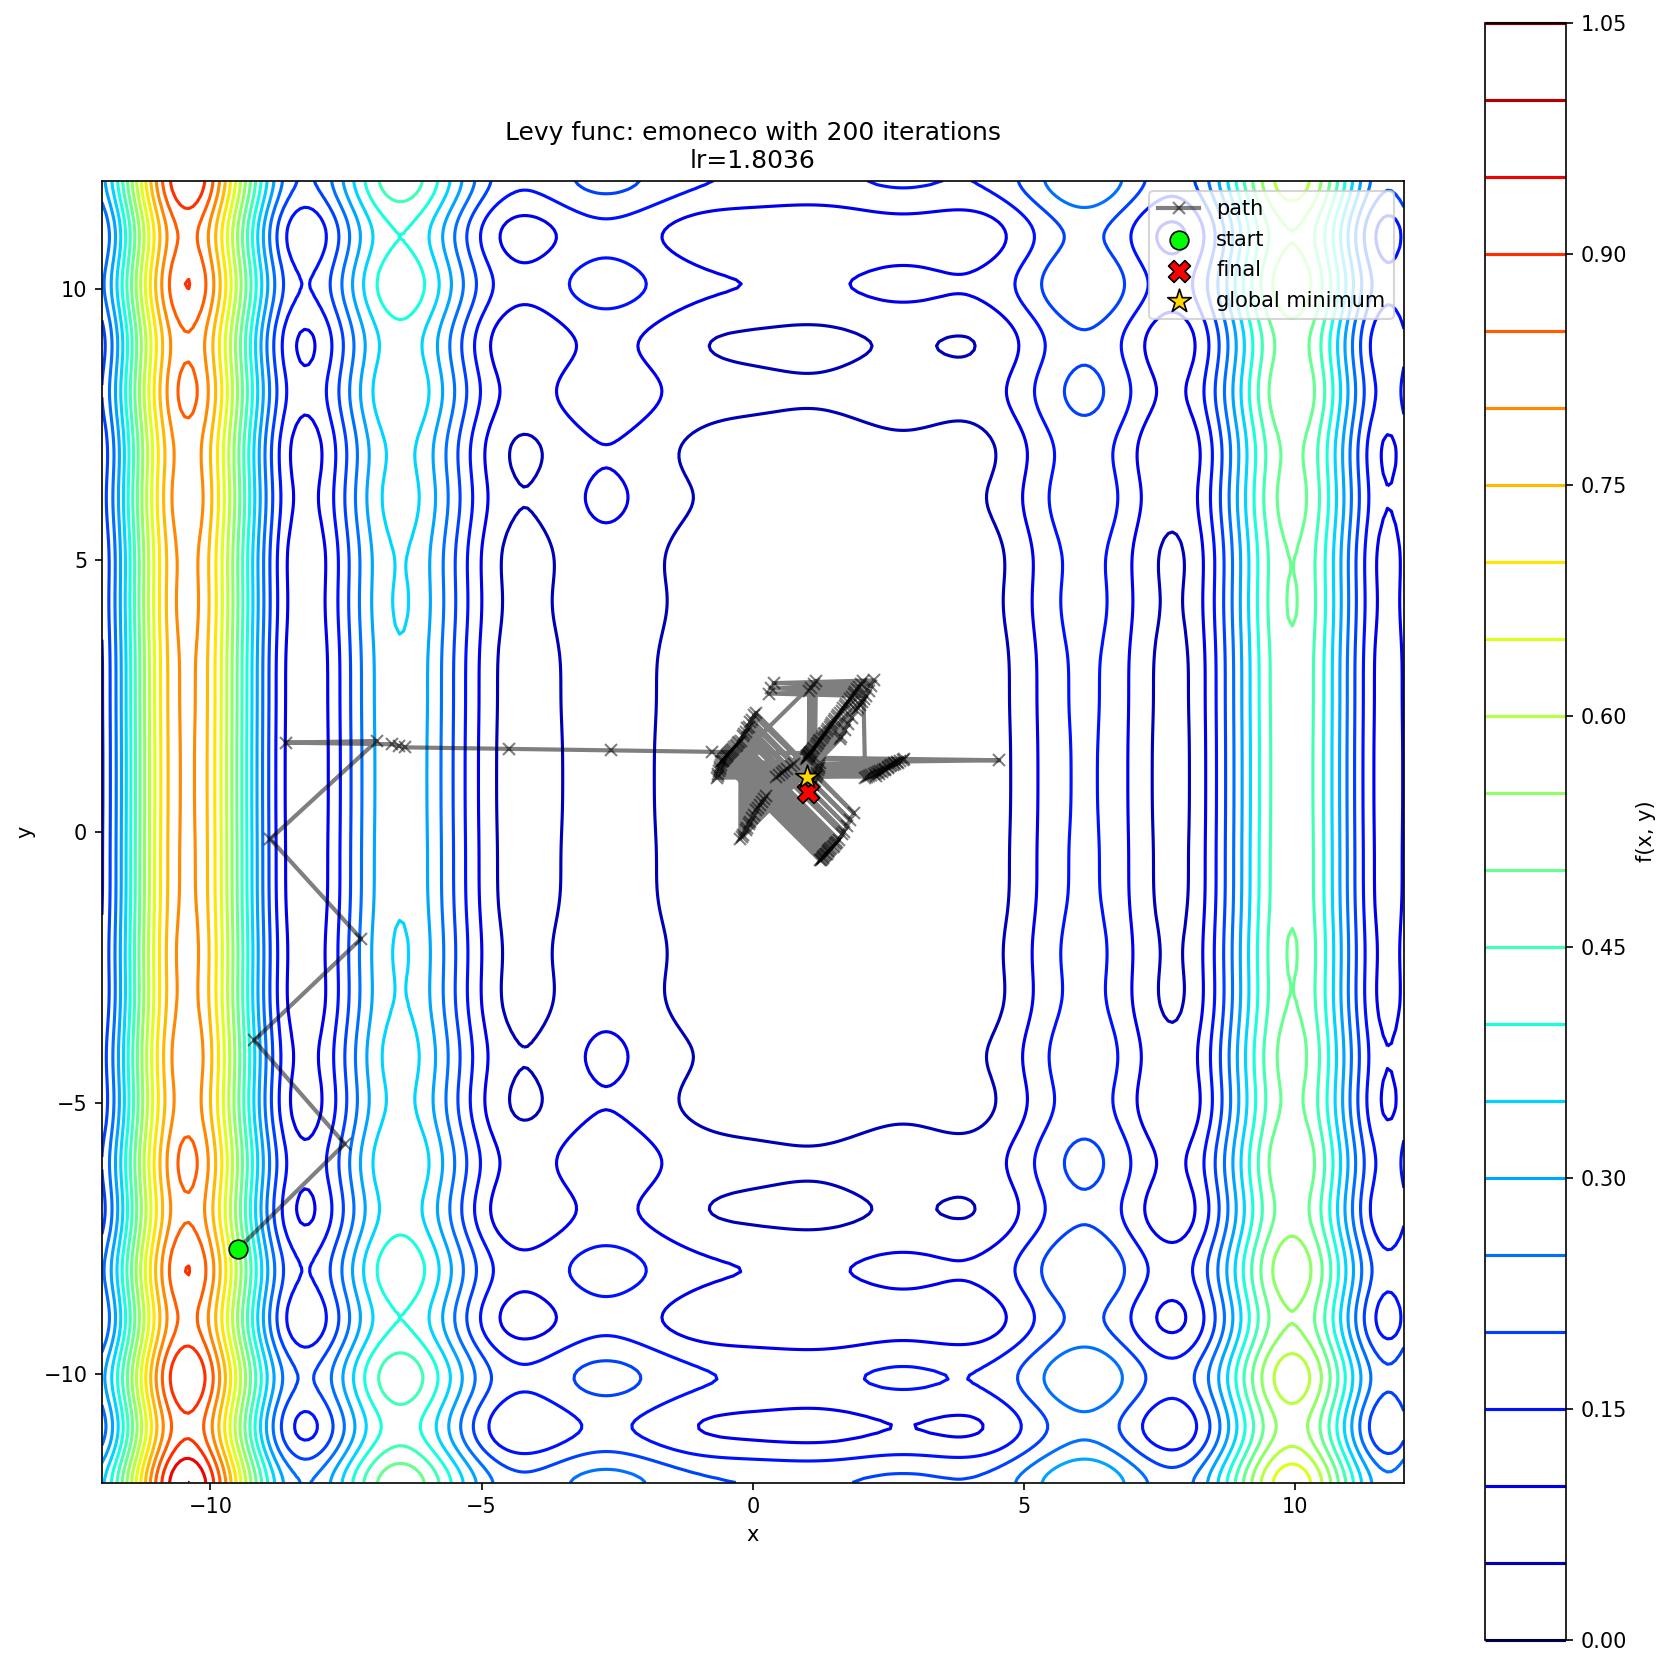 Levy func: emoneco with 200 iterations
lr=1.8036
path
start
final
global minimum
10
5
0
−5
−10
y
−10
−5
0
5
10
x
1.05
0.90
0.75
0.60
0.45
0.30
0.15
0.00
f(x, y)